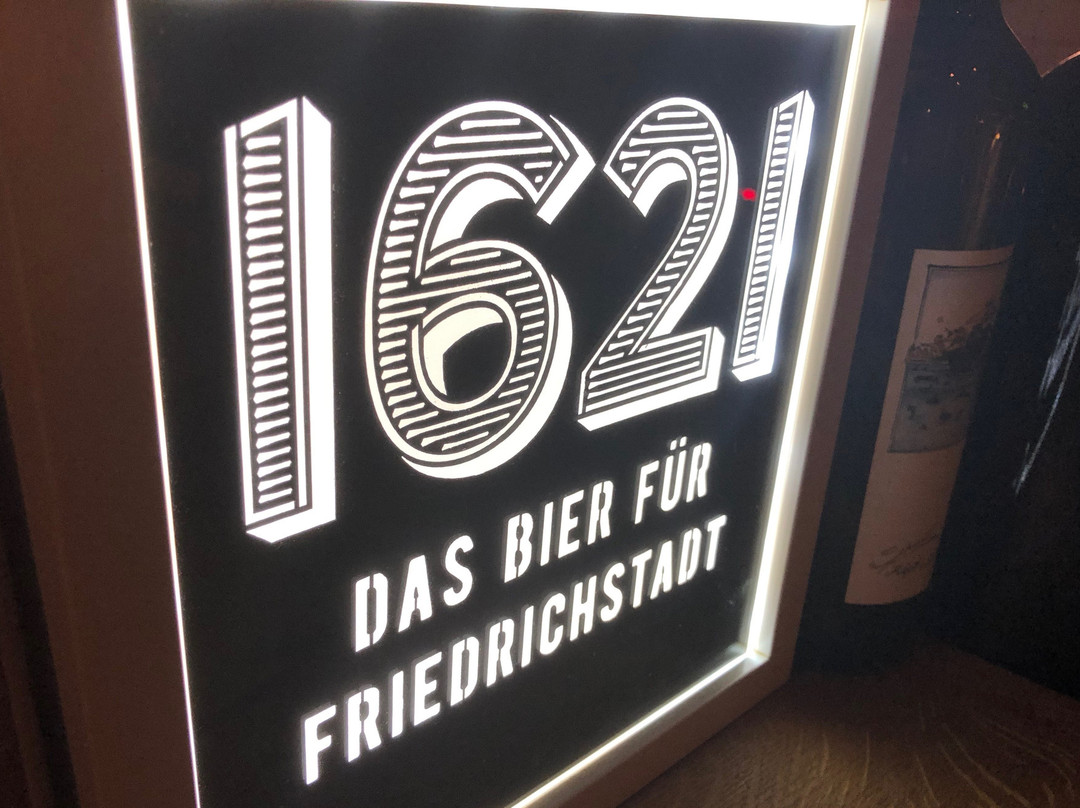 1621
DAS BIER FÜR
FRIEDRICHSTADT